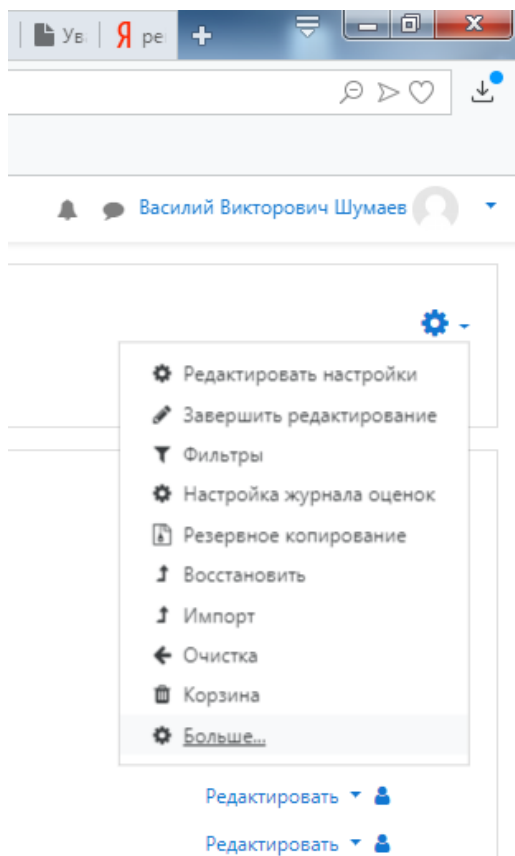 Ув
Я ре
Василий Викторович Шумаев
Редактировать настройки
Завершить редактирование
Фильтры
Настройка журнала оценок
Резервное копирование
Восстановить
Импорт
Очистка
Корзина
Больше...
Редактировать
Редактировать